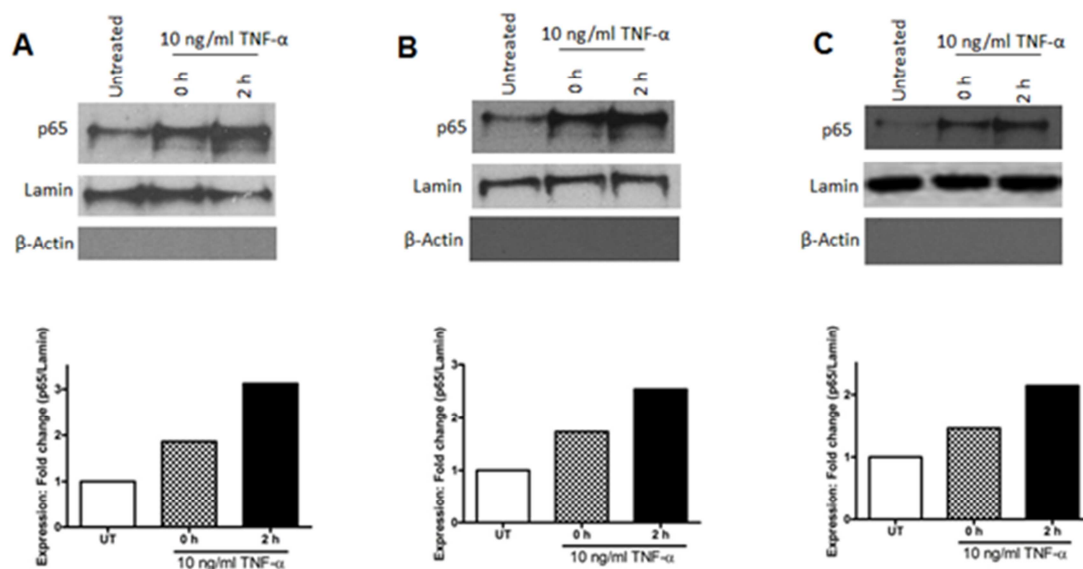 A
10 ng/ml TNF-α
Untreated
0 h
2 h
p65
Lamin
β-Actin
Expression: Fold change (p65/Lamin)
3
2
1
0
UT
0 h
2 h
10 ng/ml TNF-α
B
10 ng/ml TNF-α
Untreated
0 h
2 h
p65
Lamin
β-Actin
Expression: Fold change (p65/Lamin)
3
2
1
0
UT
0 h
2 h
10 ng/ml TNF-α
C
10 ng/ml TNF-α
Untreated
0 h
2 h
p65
Lamin
β-Actin
Expression: Fold change (p65/Lamin)
2
1
0
UT
0 h
2 h
10 ng/ml TNF-α